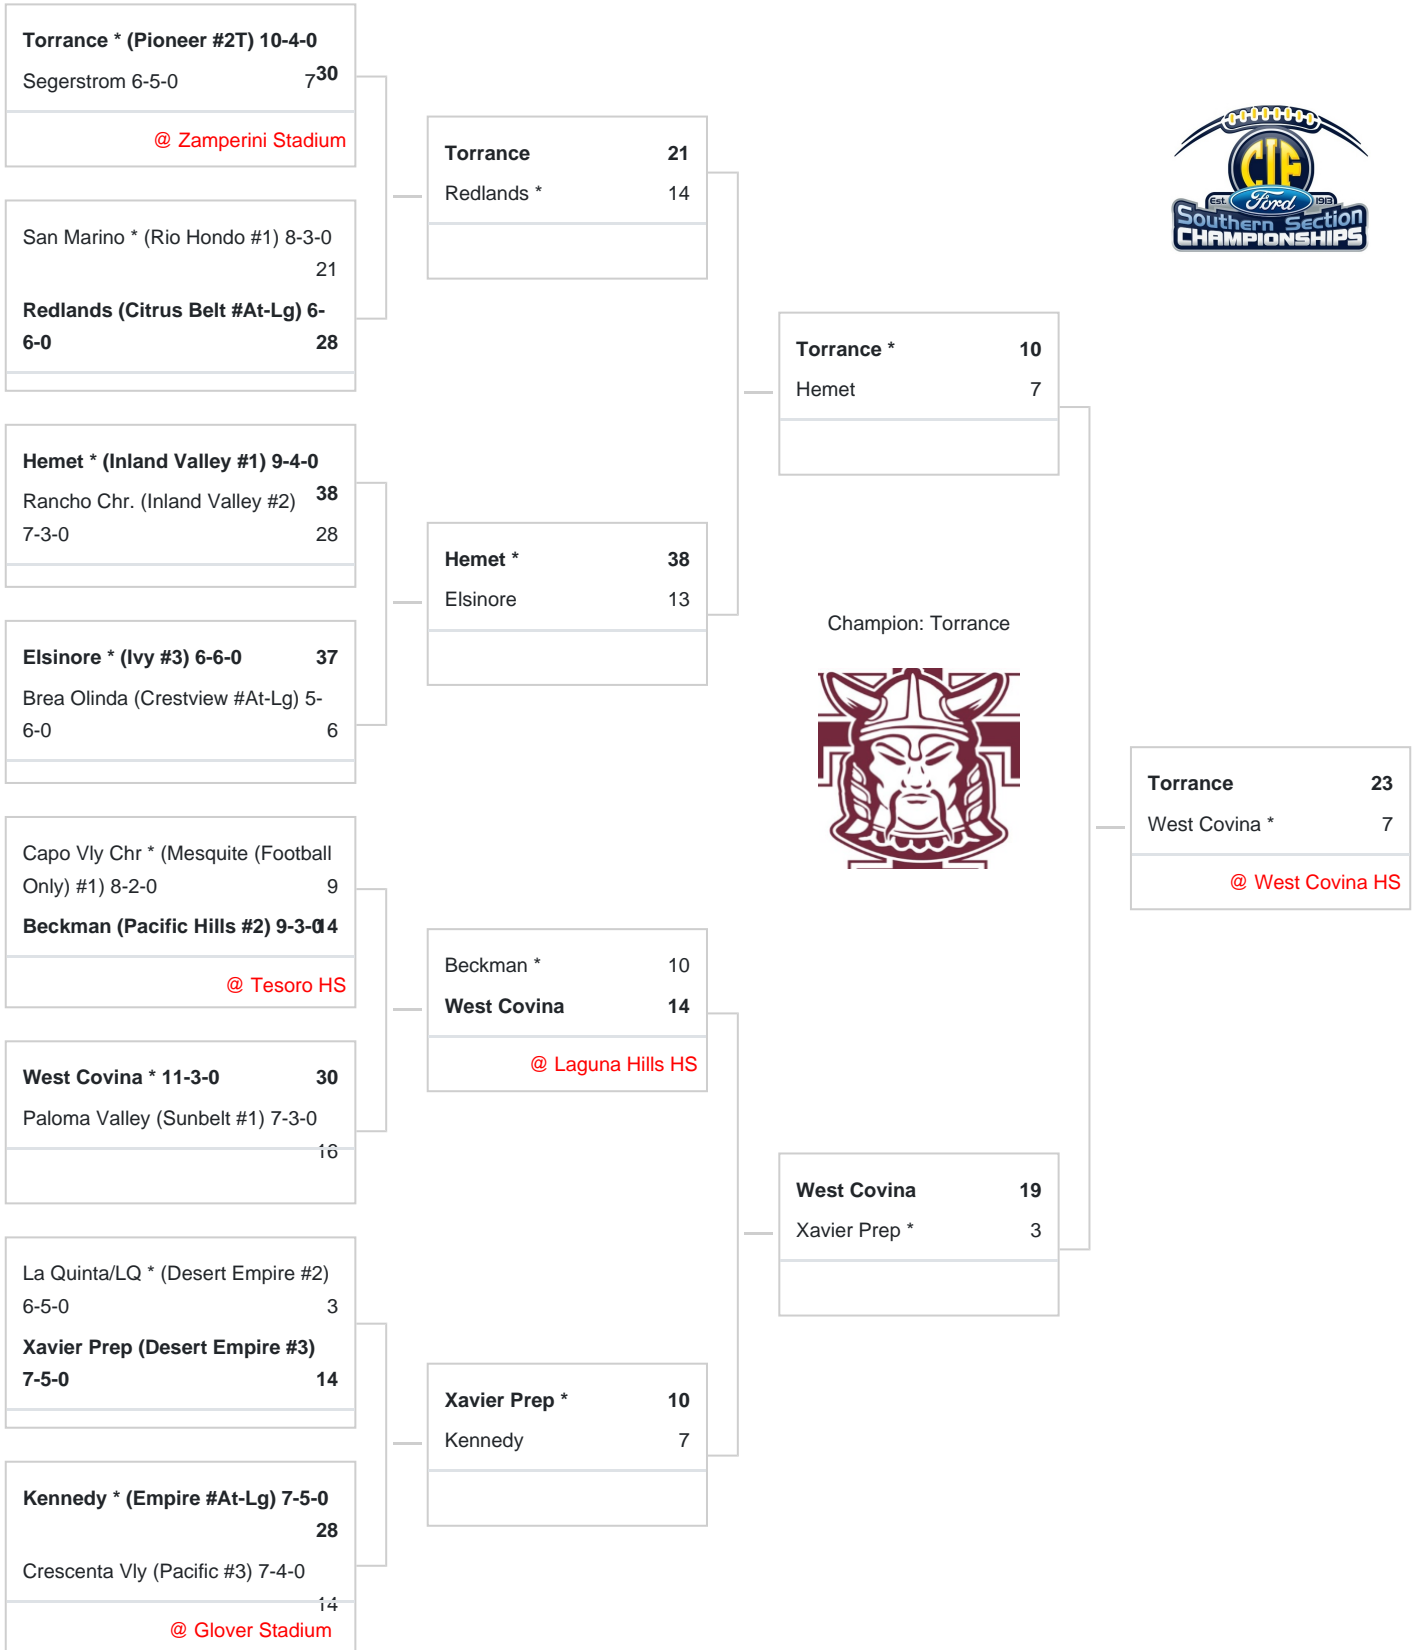 Torrance * (Pioneer #2T) 10-4-0
30
Segerstrom 6-5-0 7
@ Zamperini Stadium
San Marino * (Rio Hondo #1) 8-3-0
21
Redlands (Citrus Belt #At-Lg) 6-
6-0 28
Hemet * (Inland Valley #1) 9-4-0
38
Rancho Chr. (Inland Valley #2)
7-3-0 28
Elsinore * (Ivy #3) 6-6-0 37
Brea Olinda (Crestview #At-Lg) 5-
6-0 6
Capo Vly Chr * (Mesquite (Football
Only) #1) 8-2-0 9
Beckman (Pacific Hills #2) 9-3-0 14
@ Tesoro HS
West Covina * 11-3-0 30
Paloma Valley (Sunbelt #1) 7-3-0
16
La Quinta/LQ * (Desert Empire #2)
6-5-0 3
Xavier Prep (Desert Empire #3)
7-5-0 14
Kennedy * (Empire #At-Lg) 7-5-0
28
Crescenta Vly (Pacific #3) 7-4-0
14
@ Glover Stadium
Torrance 21
Redlands * 14
Hemet * 38
Elsinore 13
Beckman * 10
West Covina 14
@ Laguna Hills HS
Xavier Prep * 10
Kennedy 7
Torrance * 10
Hemet 7
West Covina 19
Xavier Prep * 3
Torrance 23
West Covina * 7
@ West Covina HS
Champion: Torrance
CIF
Est. Ford 1913
Southern Section
CHAMPIONSHIPS